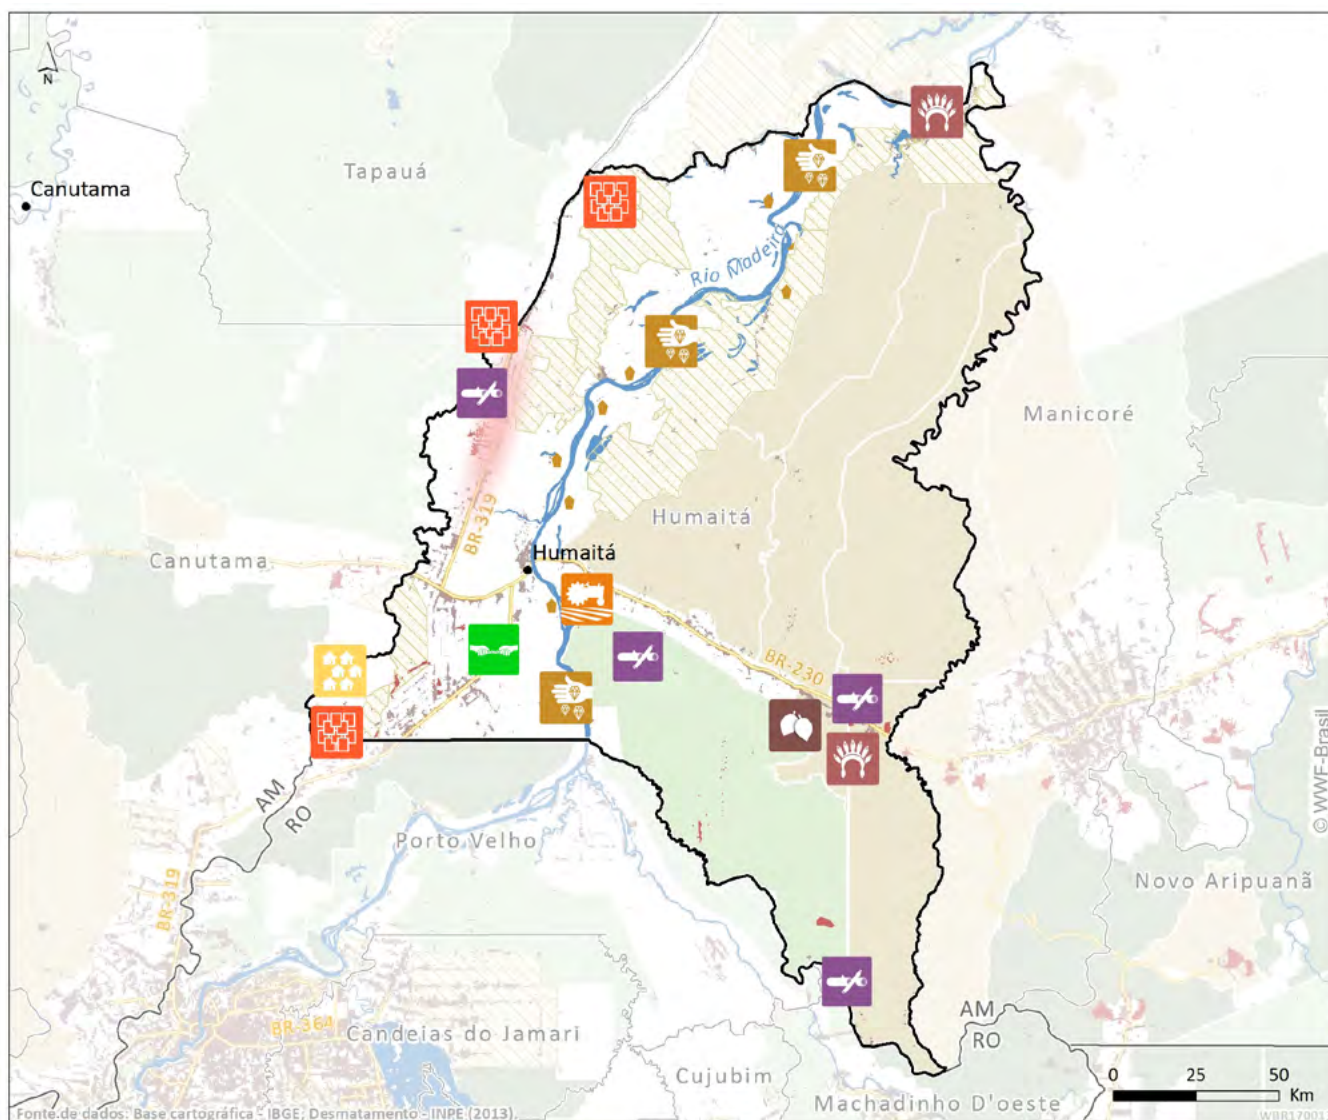 N
Tapauá
Canutama
Rio Madeira
Manicoré
Humaitá
BR-319
Humaitá
Canutama
BR-230
© WWF-Brasil
AM
RO
Porto Velho
Novo Aripuanã
BR-319
AM
RO
BR-364
Candeias do Jamari
Cujubim
0 25 50
Km
Machadinho D'oeste
Fonte de dados. Base cartográfica - IBGE, Desmatamento - INPE (2013).